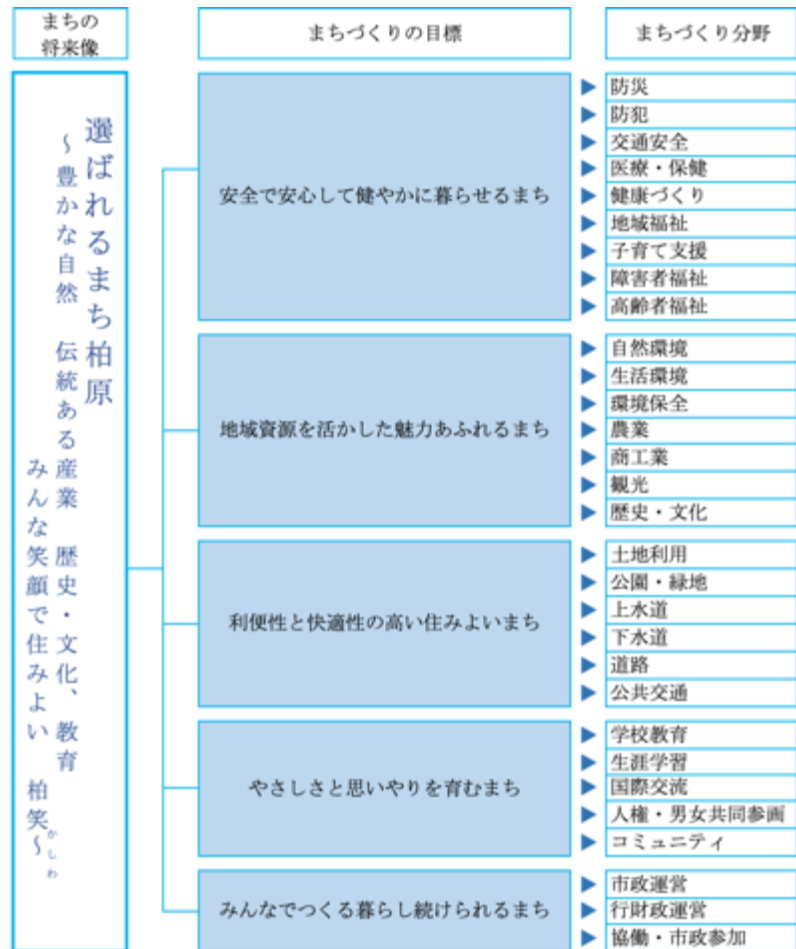 まちの
将来像
まちづくりの目標
まちづくり分野
選ばれるまち柏原
～豊かな自然　伝統ある産業　歴史・文化、教育
みんな笑顔で住みよい　柏笑～
かしわ
安全で安心して健やかに暮らせるまち
防災
防犯
交通安全
医療・保健
健康づくり
地域福祉
子育て支援
障害者福祉
高齢者福祉
地域資源を活かした魅力あふれるまち
自然環境
生活環境
環境保全
農業
商工業
観光
歴史・文化
利便性と快適性の高い住みよいまち
土地利用
公園・緑地
上水道
下水道
道路
公共交通
やさしさと思いやりを育むまち
学校教育
生涯学習
国際交流
人権・男女共同参画
コミュニティ
みんなでつくる暮らし続けられるまち
市政運営
行財政運営
協働・市政参加